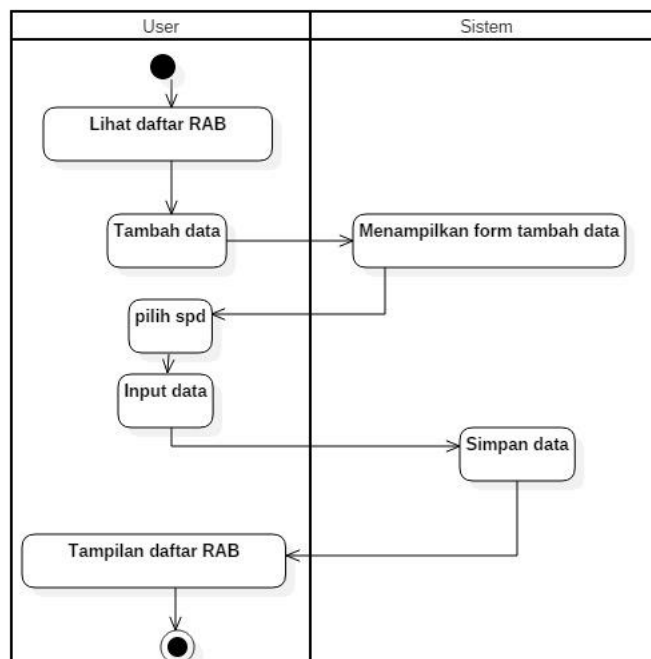 User
Sistem
Lihat daftar RAB
Tambah data
Menampilkan form tambah data
pilih spd
Input data
Simpan data
Tampilan daftar RAB